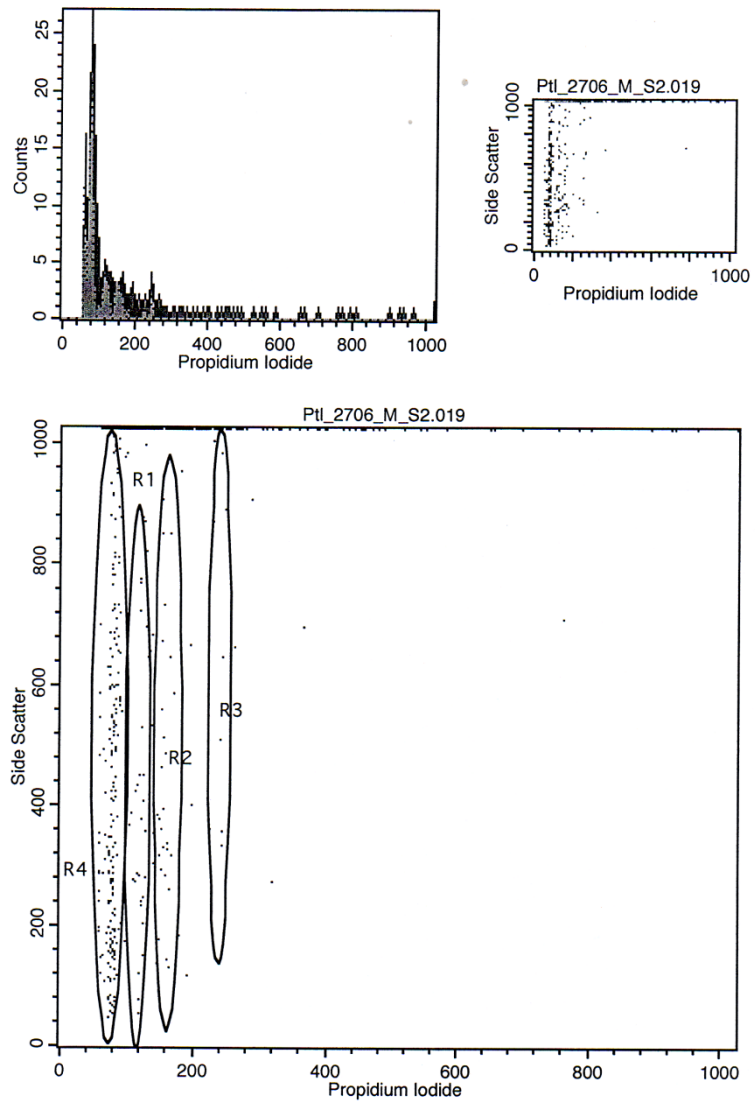 25
20
15
10
5
0
Counts
0 200 400 600 800 1000
Propidium Iodide
PtI_2706_M_S2.019
1000
0
Side Scatter
0 1000
Propidium Iodide
PtI_2706_M_S2.019
1000
800
600
400
200
0
Side Scatter
R1
R3
R2
R4
0 200 400 600 800 1000
Propidium Iodide